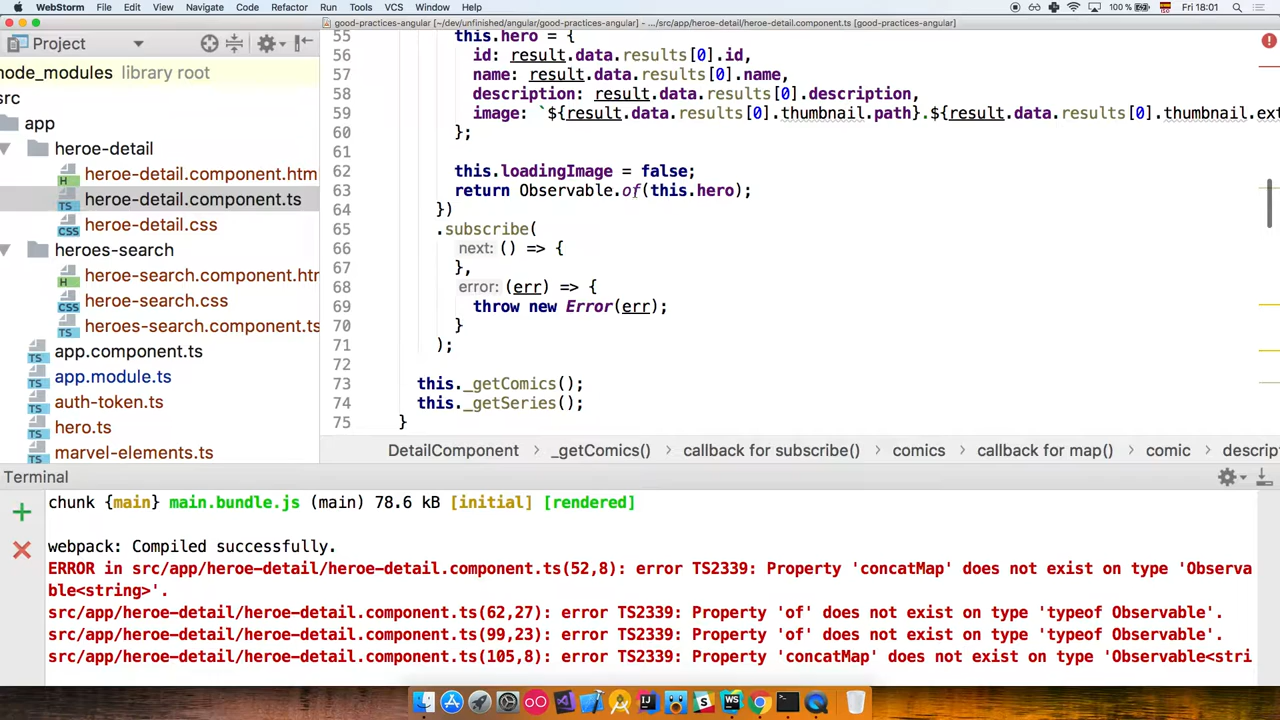 WebStorm File Edit View Navigate Code Refactor Run Tools VCS Window Help 100 % Fri 18:01
good-practices-angular [~/dev/unfinished/angular/good-practices-angular] - .../src/app/heroe-detail/heroe-detail.component.ts [good-practices-angular]
Project
node_modules library root
src
app
heroe-detail
heroe-detail.component.htm
heroe-detail.component.ts
heroe-detail.css
heroes-search
heroe-search.component.htr
heroe-search.css
heroes-search.component.ts
app.component.ts
app.module.ts
auth-token.ts
hero.ts
marvel-elements.ts
55 this.hero = {
56 id: result.data.results[0].id,
57 name: result.data.results[0].name,
58 description: result.data.results[0].description,
59 image: `${result.data.results[0].thumbnail.path}.${result.data.results[0].thumbnail.ext
60 };
61
62 this.loadingImage = false;
63 return Observable.of(this.hero);
64 })
65 .subscribe(
66 next: () => {
67 },
68 error: (err) => {
69 throw new Error(err);
70 }
71 );
72
73 this._getComics();
74 this._getSeries();
75 }
DetailComponent _getComics() callback for subscribe() comics callback for map() comic descrip
Terminal
chunk {main} main.bundle.js (main) 78.6 kB [initial] [rendered]
webpack: Compiled successfully.
ERROR in src/app/heroe-detail/heroe-detail.component.ts(52,8): error TS2339: Property 'concatMap' does not exist on type 'Observa
ble<string>'.
src/app/heroe-detail/heroe-detail.component.ts(62,27): error TS2339: Property 'of' does not exist on type 'typeof Observable'.
src/app/heroe-detail/heroe-detail.component.ts(99,23): error TS2339: Property 'of' does not exist on type 'typeof Observable'.
src/app/heroe-detail/heroe-detail.component.ts(105,8): error TS2339: Property 'concatMap' does not exist on type 'Observable<stri